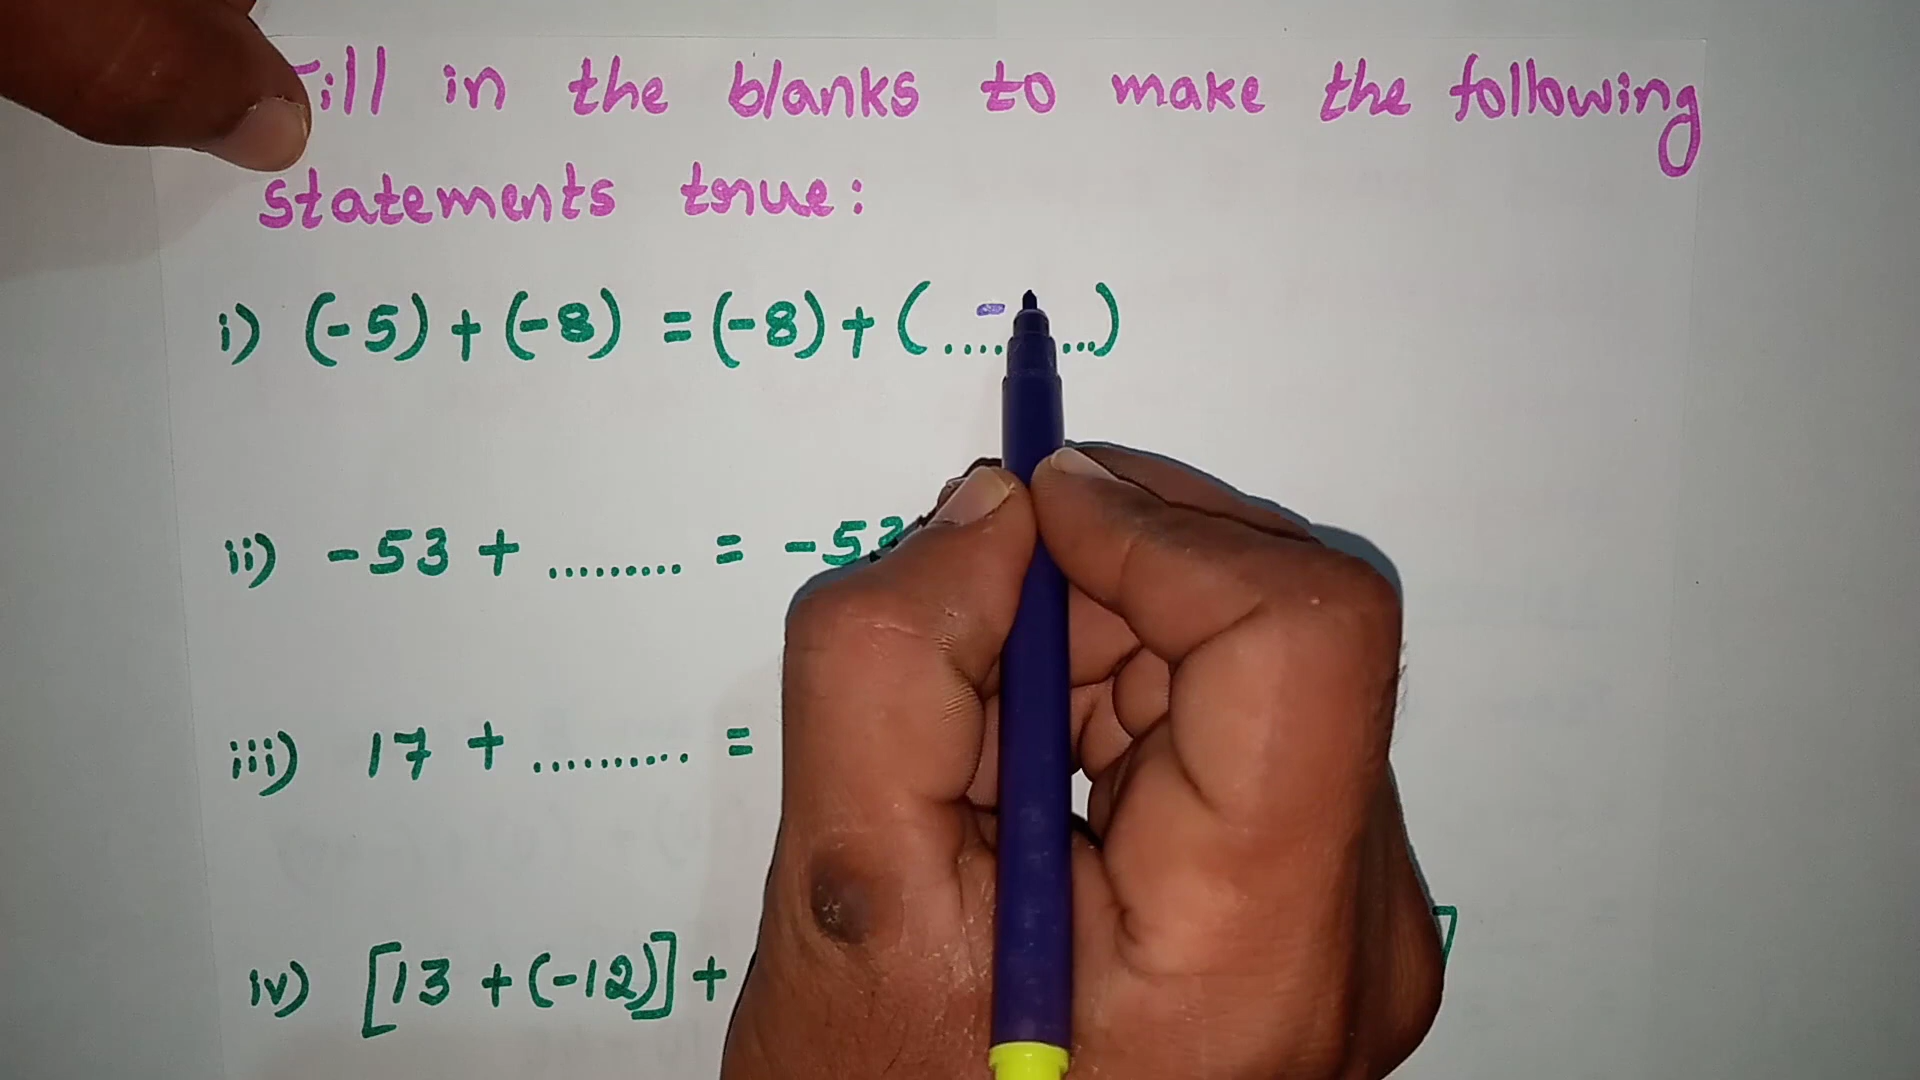 Fill in the blanks to make the following
statements true:
i) (-5) + (-8) = (-8) + ( - ........)
ii) -53 + ......... = -53
iii) 17 + .......... =
iv) [13 + (-12)] + ]